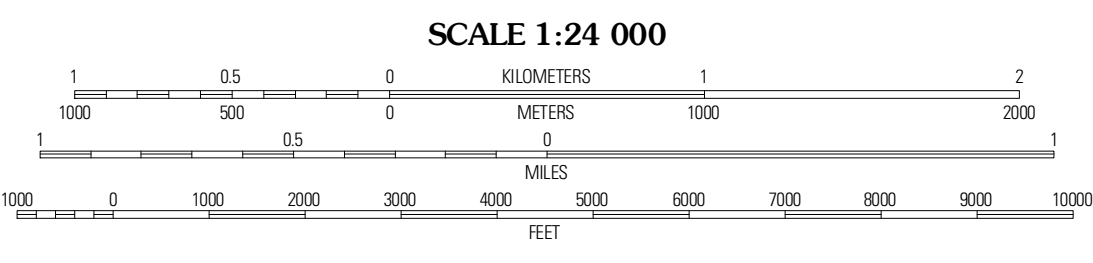 SCALE 1:24 000
1 0.5 0 KILOMETERS 1 2
1000 500 0 METERS 1000 2000
1 0.5 0 1
MILES
1000 0 1000 2000 3000 4000 5000 6000 7000 8000 9000 10000
FEET